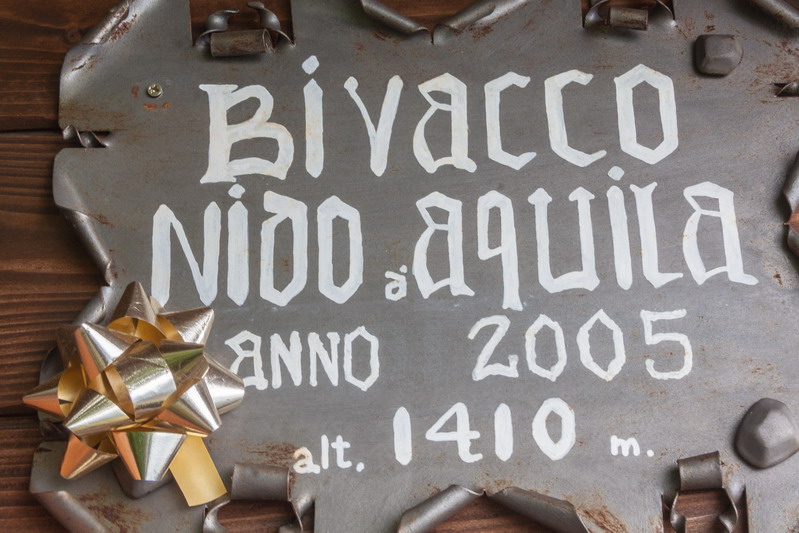 Bivacco
Nido d'aquila
anno 2005
alt. 1410 m.